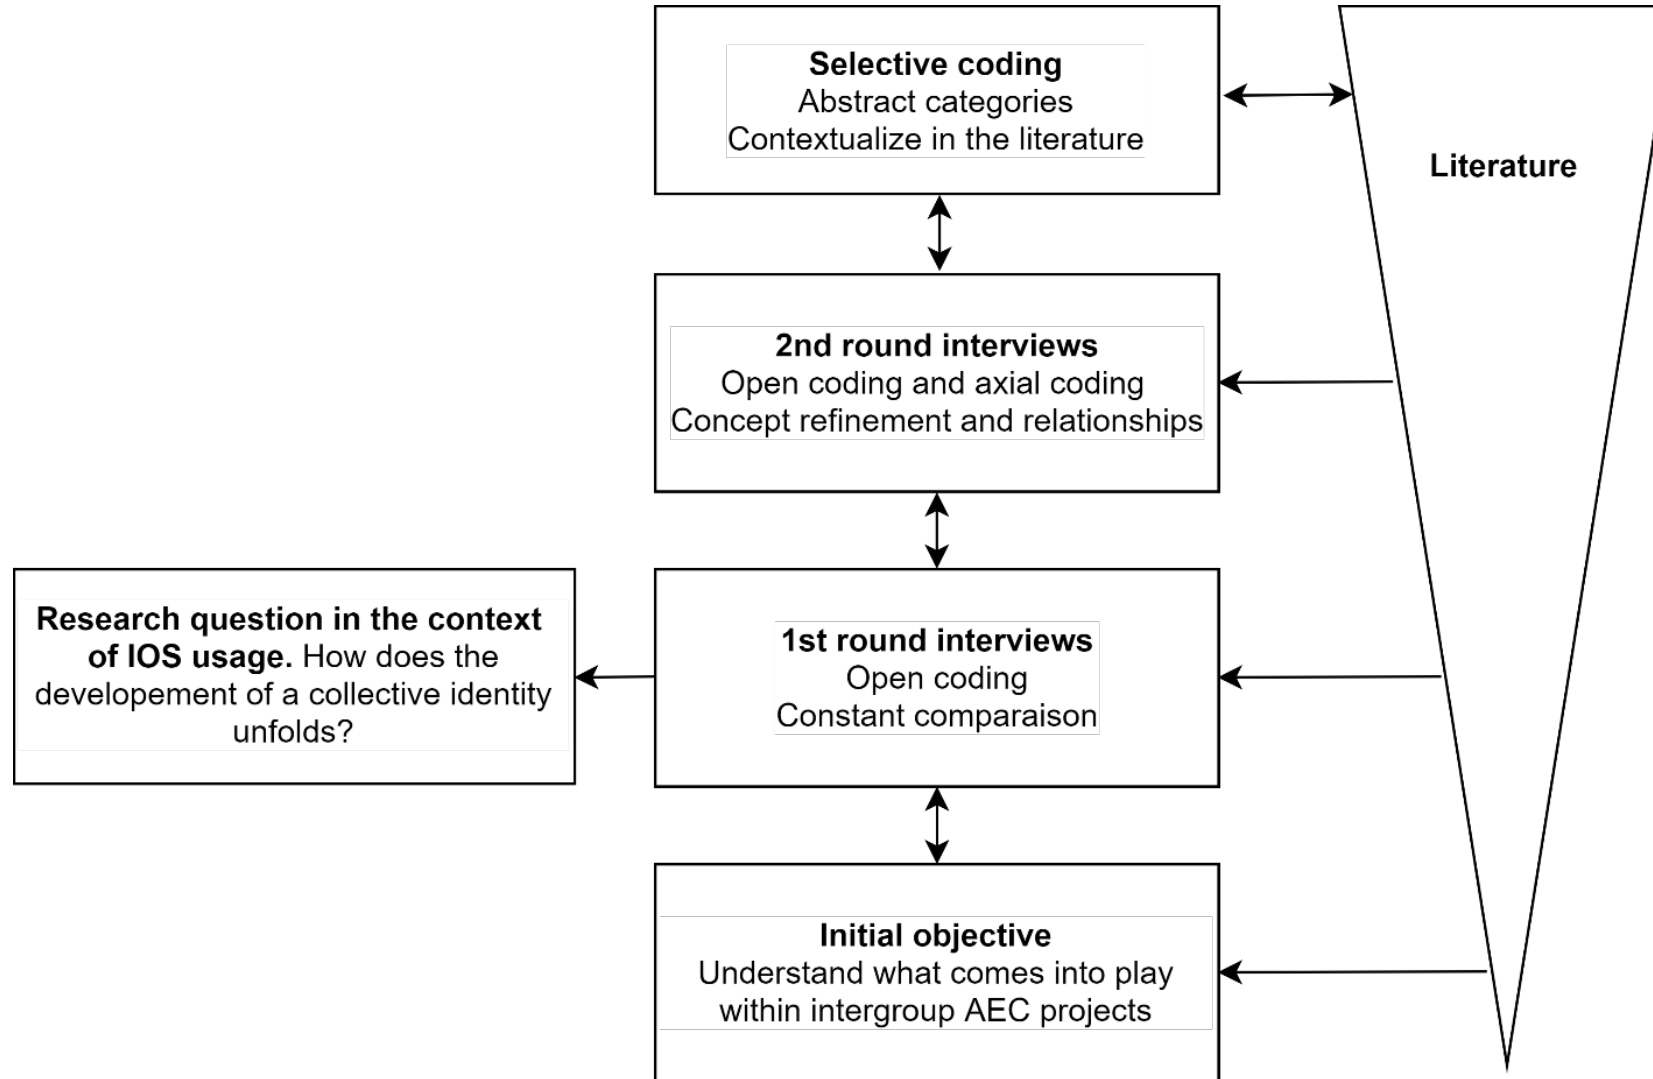 Selective coding
Abstract categories
Contextualize in the literature
Literature
2nd round interviews
Open coding and axial coding
Concept refinement and relationships
Research question in the context
of IOS usage. How does the
developement of a collective identity
unfolds?
1st round interviews
Open coding
Constant comparaison
Initial objective
Understand what comes into play
within intergroup AEC projects